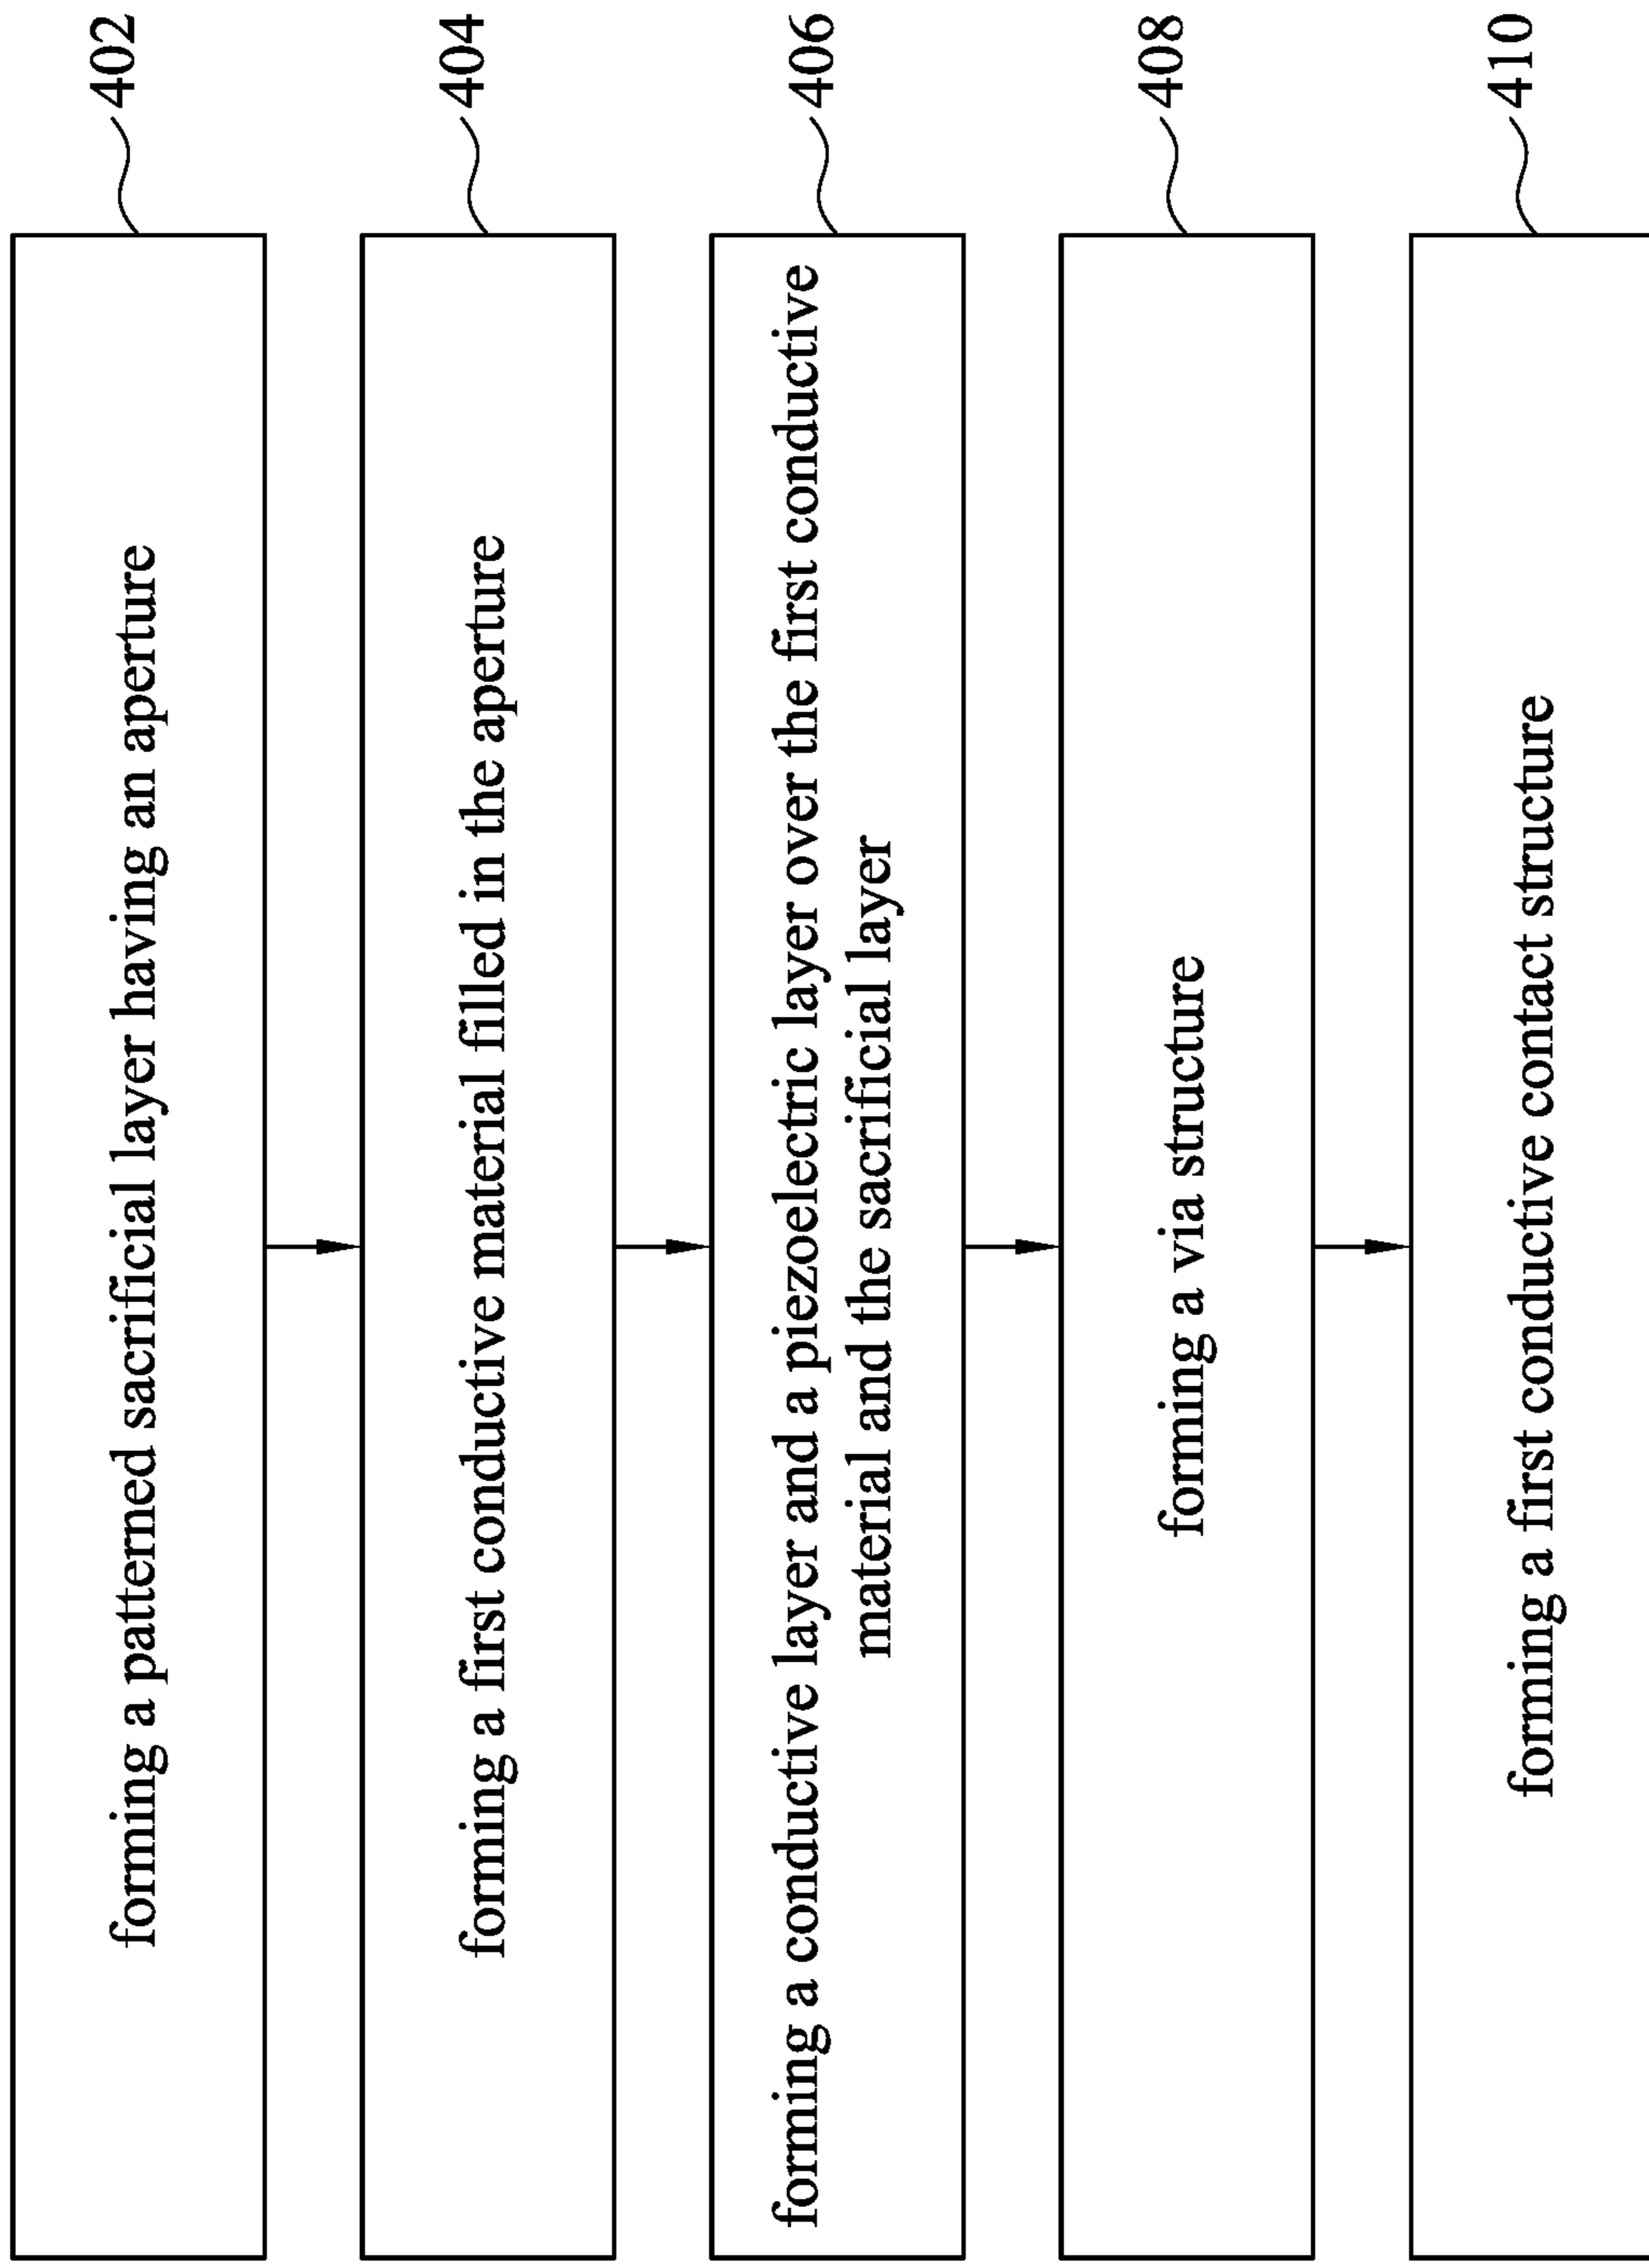 forming a patterned sacrificial layer having an aperture
402
forming a first conductive material filled in the aperture
404
forming a conductive layer and a piezoelectric layer over the first conductive
material and the sacrificial layer
406
forming a via structure
408
forming a first conductive contact structure
410